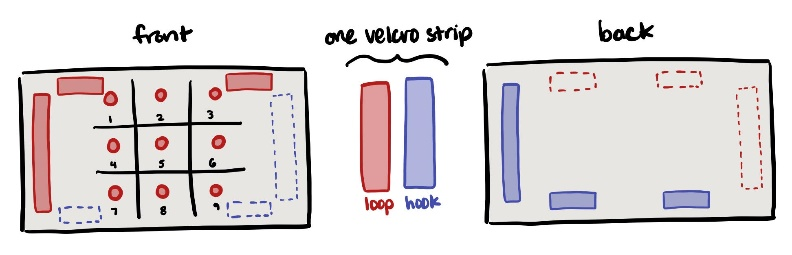 front
one velcro strip
back
1 2 3
4 5 6
7 8 9
loop hook